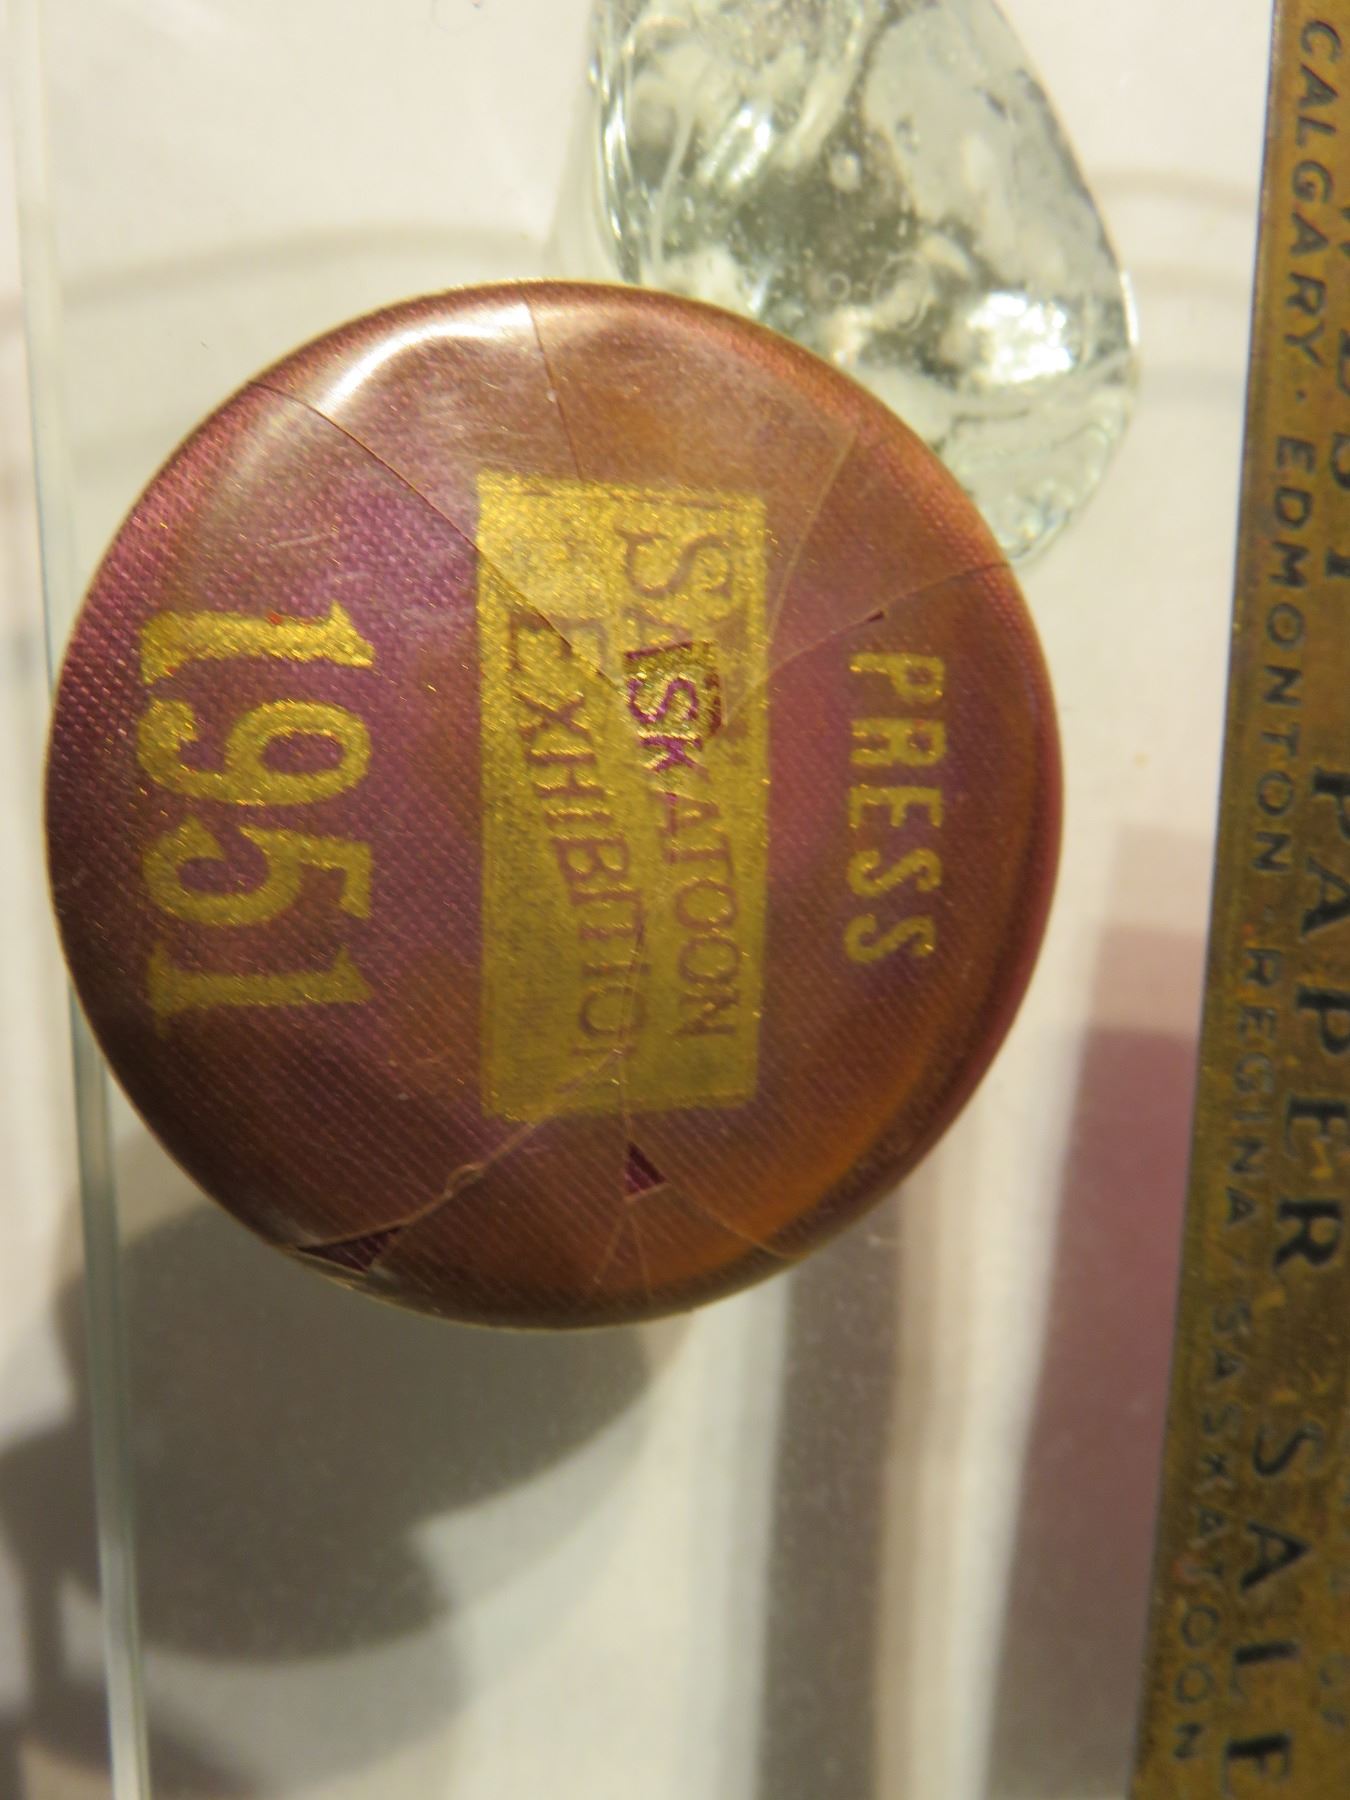 PRESS
SASKATOON
EXHIBITION
1951
PAPER SALE
CALGARY · EDMONTON · REGINA · SASKATOON